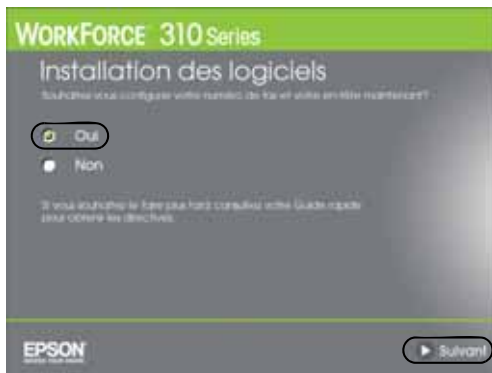 WORKFORCE 310 Series
Installation des logiciels
Souhaitez-vous configurer votre numéro de fax et votre en-tête maintenant?
Oui
Non
Si vous souhaitez le faire plus tard, consultez votre Guide rapide
pour obtenir les directives.
EPSON
Suivant